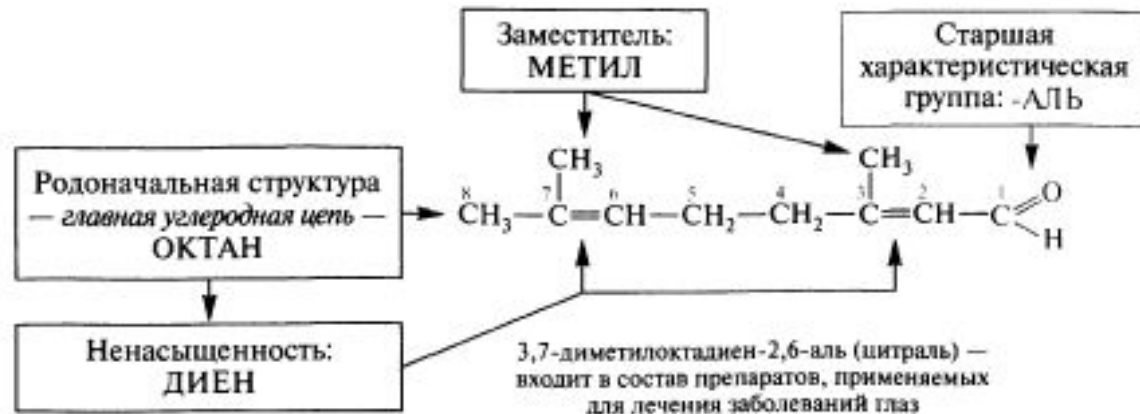 Заместитель:
МЕТИЛ
Старшая
характеристическая
группа: -АЛЬ
Родоначальная структура
— главная углеродная цепь —
ОКТАН
CH₃ CH₃
8 7 6 5 4 3 2 1
CH₃—C=CH—CH₂—CH₂—C=CH—C=O
H
Ненасыщенность:
ДИЕН
3,7-диметилоктадиен-2,6-аль (цитраль) —
входит в состав препаратов, применяемых
для лечения заболеваний глаз